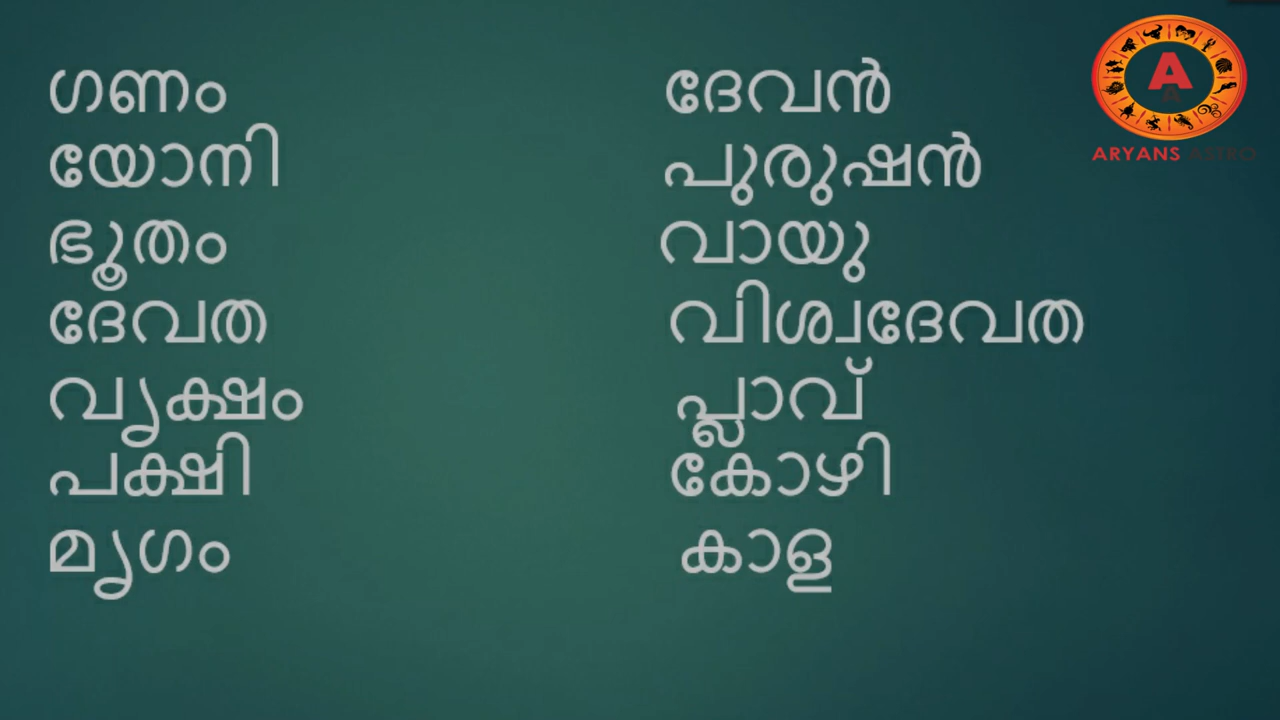 ഗണം ദേവൻ
യോനി പുരുഷൻ
ഭൂതം വായു
ദേവത വിശ്വദേവത
വൃക്ഷം പ്ലാവ്
പക്ഷി കോഴി
മൃഗം കാള
A
ARYANS ASTRO